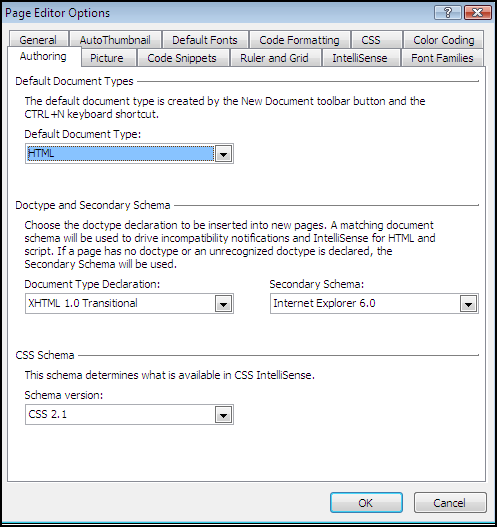 Page Editor Options
?
General AutoThumbnail Default Fonts Code Formatting CSS Color Coding
Authoring Picture Code Snippets Ruler and Grid IntelliSense Font Families
Default Document Types
The default document type is created by the New Document toolbar button and the
CTRL+N keyboard shortcut.
Default Document Type:
HTML
Doctype and Secondary Schema
Choose the doctype declaration to be inserted into new pages. A matching document
schema will be used to drive incompatibility notifications and IntelliSense for HTML and
script. If a page has no doctype or an unrecognized doctype is declared, the
Secondary Schema will be used.
Document Type Declaration: Secondary Schema:
XHTML 1.0 Transitional Internet Explorer 6.0
CSS Schema
This schema determines what is available in CSS IntelliSense.
Schema version:
CSS 2.1
OK Cancel